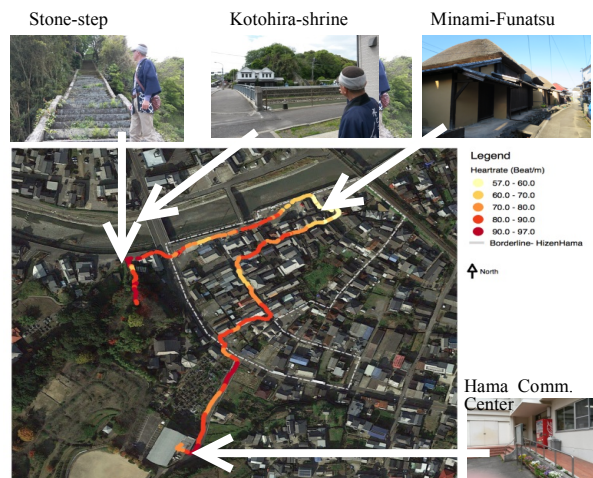 Stone-step
Kotohira-shrine
Minami-Funatsu
Legend
Heartrate (Beat/m)
57.0 - 60.0
60.0 - 70.0
70.0 - 80.0
80.0 - 90.0
90.0 - 97.0
Borderline- HizenHama
North
Hama Comm.
Center